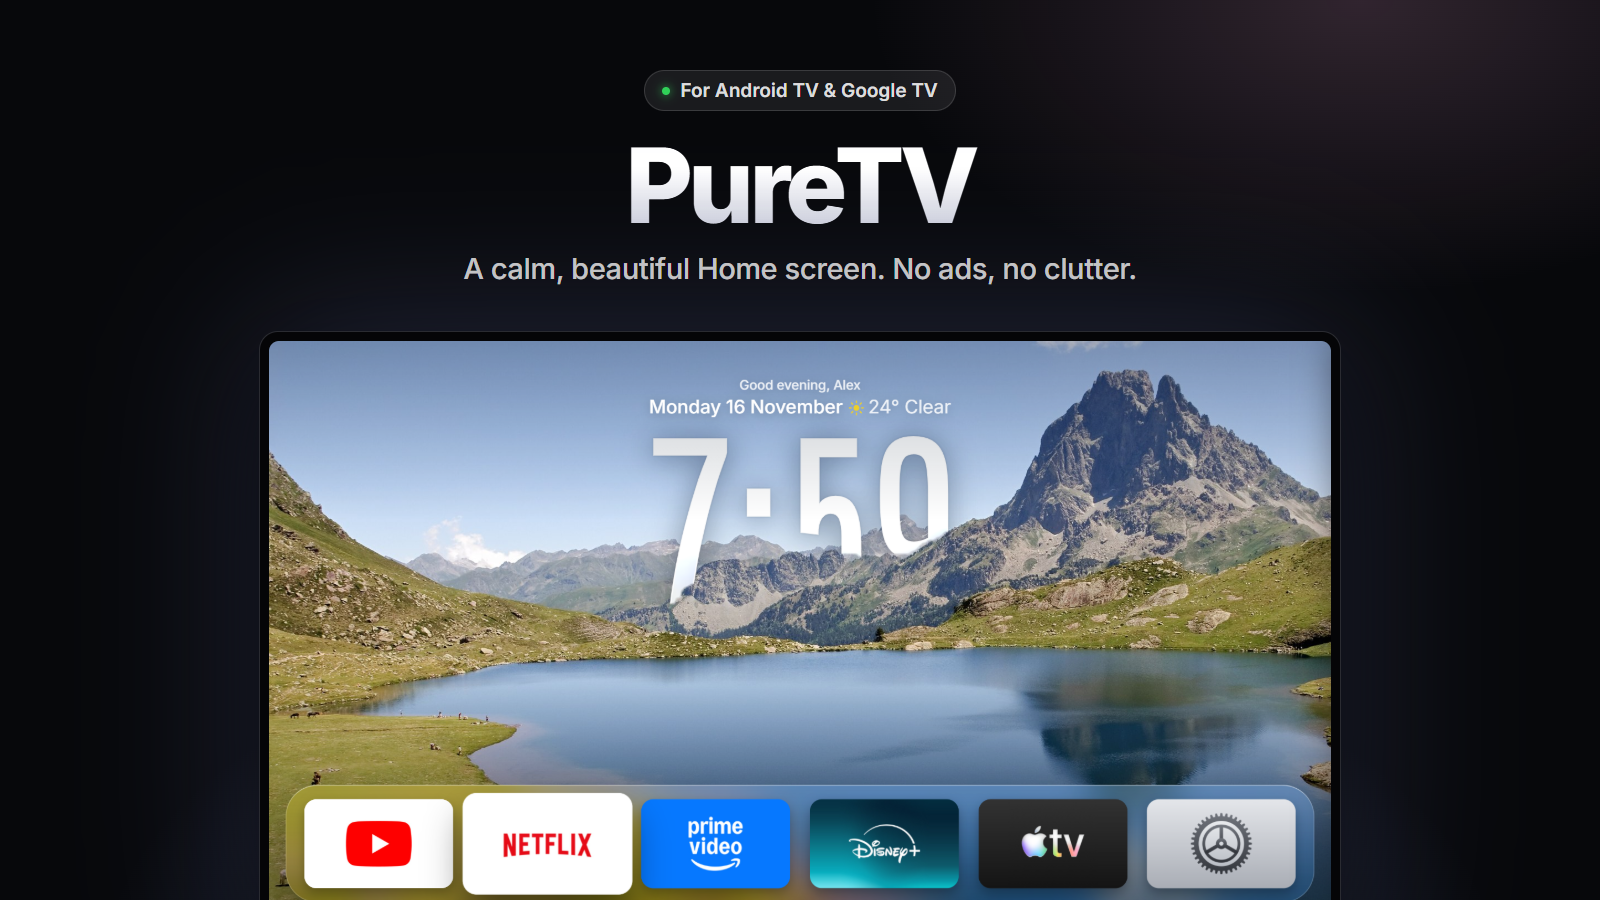 For Android TV & Google TV
PureTV
A calm, beautiful Home screen. No ads, no clutter.
Good evening, Alex
Monday 16 November 24° Clear
7:50
NETFLIX
prime
video
Disney+
tv